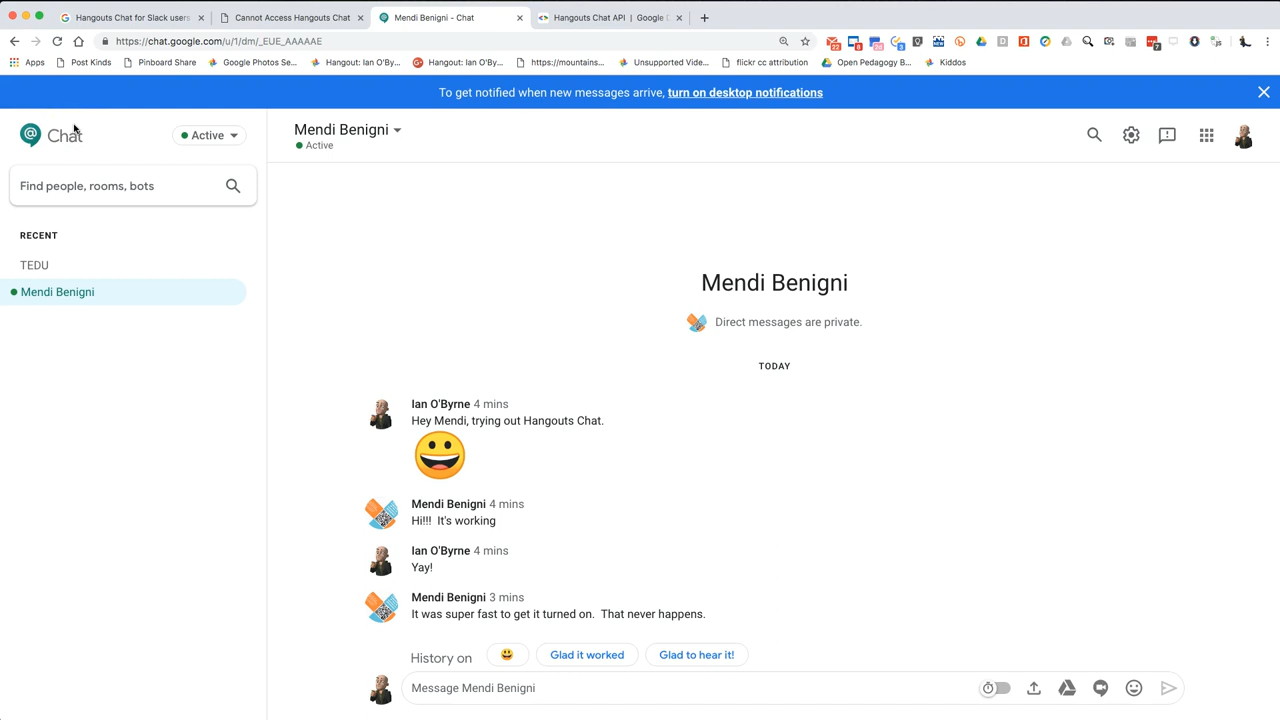 Hangouts Chat for Slack users
Cannot Access Hangouts Chat
Mendi Benigni - Chat
Hangouts Chat API | Google D
https://chat.google.com/u/1/dm/_EUE_AAAAAE
Apps
Post Kinds
Pinboard Share
Google Photos Se...
Hangout: Ian O'By...
Hangout: Ian O'By...
https://mountains...
Unsupported Vide...
flickr cc attribution
Open Pedagogy B...
Kiddos
To get notified when new messages arrive, turn on desktop notifications
Chat
Active
Find people, rooms, bots
RECENT
TEDU
Mendi Benigni
Mendi Benigni
Active
Mendi Benigni
Direct messages are private.
TODAY
Ian O'Byrne 4 mins
Hey Mendi, trying out Hangouts Chat.
Mendi Benigni 4 mins
Hi!!! It's working
Ian O'Byrne 4 mins
Yay!
Mendi Benigni 3 mins
It was super fast to get it turned on. That never happens.
History on
Glad it worked
Glad to hear it!
Message Mendi Benigni